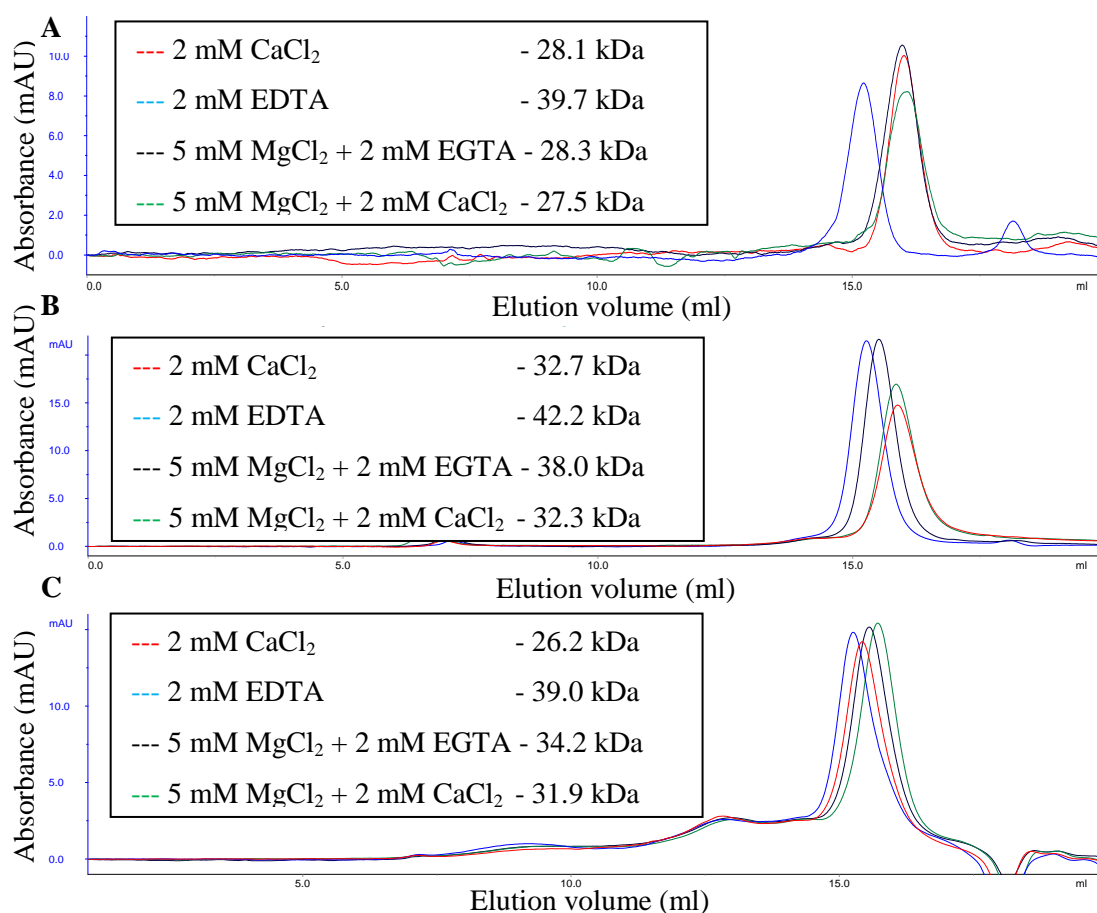 A
Absorbance (mAU)
10.0
8.0
6.0
4.0
2.0
0.0
--- 2 mM CaCl₂ - 28.1 kDa
--- 2 mM EDTA - 39.7 kDa
--- 5 mM MgCl₂ + 2 mM EGTA - 28.3 kDa
--- 5 mM MgCl₂ + 2 mM CaCl₂ - 27.5 kDa
0.0 5.0 10.0 15.0 ml
Elution volume (ml)
B
Absorbance (mAU)
mAU
15.0
10.0
5.0
0.0
--- 2 mM CaCl₂ - 32.7 kDa
--- 2 mM EDTA - 42.2 kDa
--- 5 mM MgCl₂ + 2 mM EGTA - 38.0 kDa
--- 5 mM MgCl₂ + 2 mM CaCl₂ - 32.3 kDa
0.0 5.0 10.0 15.0 ml
Elution volume (ml)
C
Absorbance (mAU)
mAU
10.0
5.0
0.0
--- 2 mM CaCl₂ - 26.2 kDa
--- 2 mM EDTA - 39.0 kDa
--- 5 mM MgCl₂ + 2 mM EGTA - 34.2 kDa
--- 5 mM MgCl₂ + 2 mM CaCl₂ - 31.9 kDa
5.0 10.0 15.0 ml
Elution volume (ml)